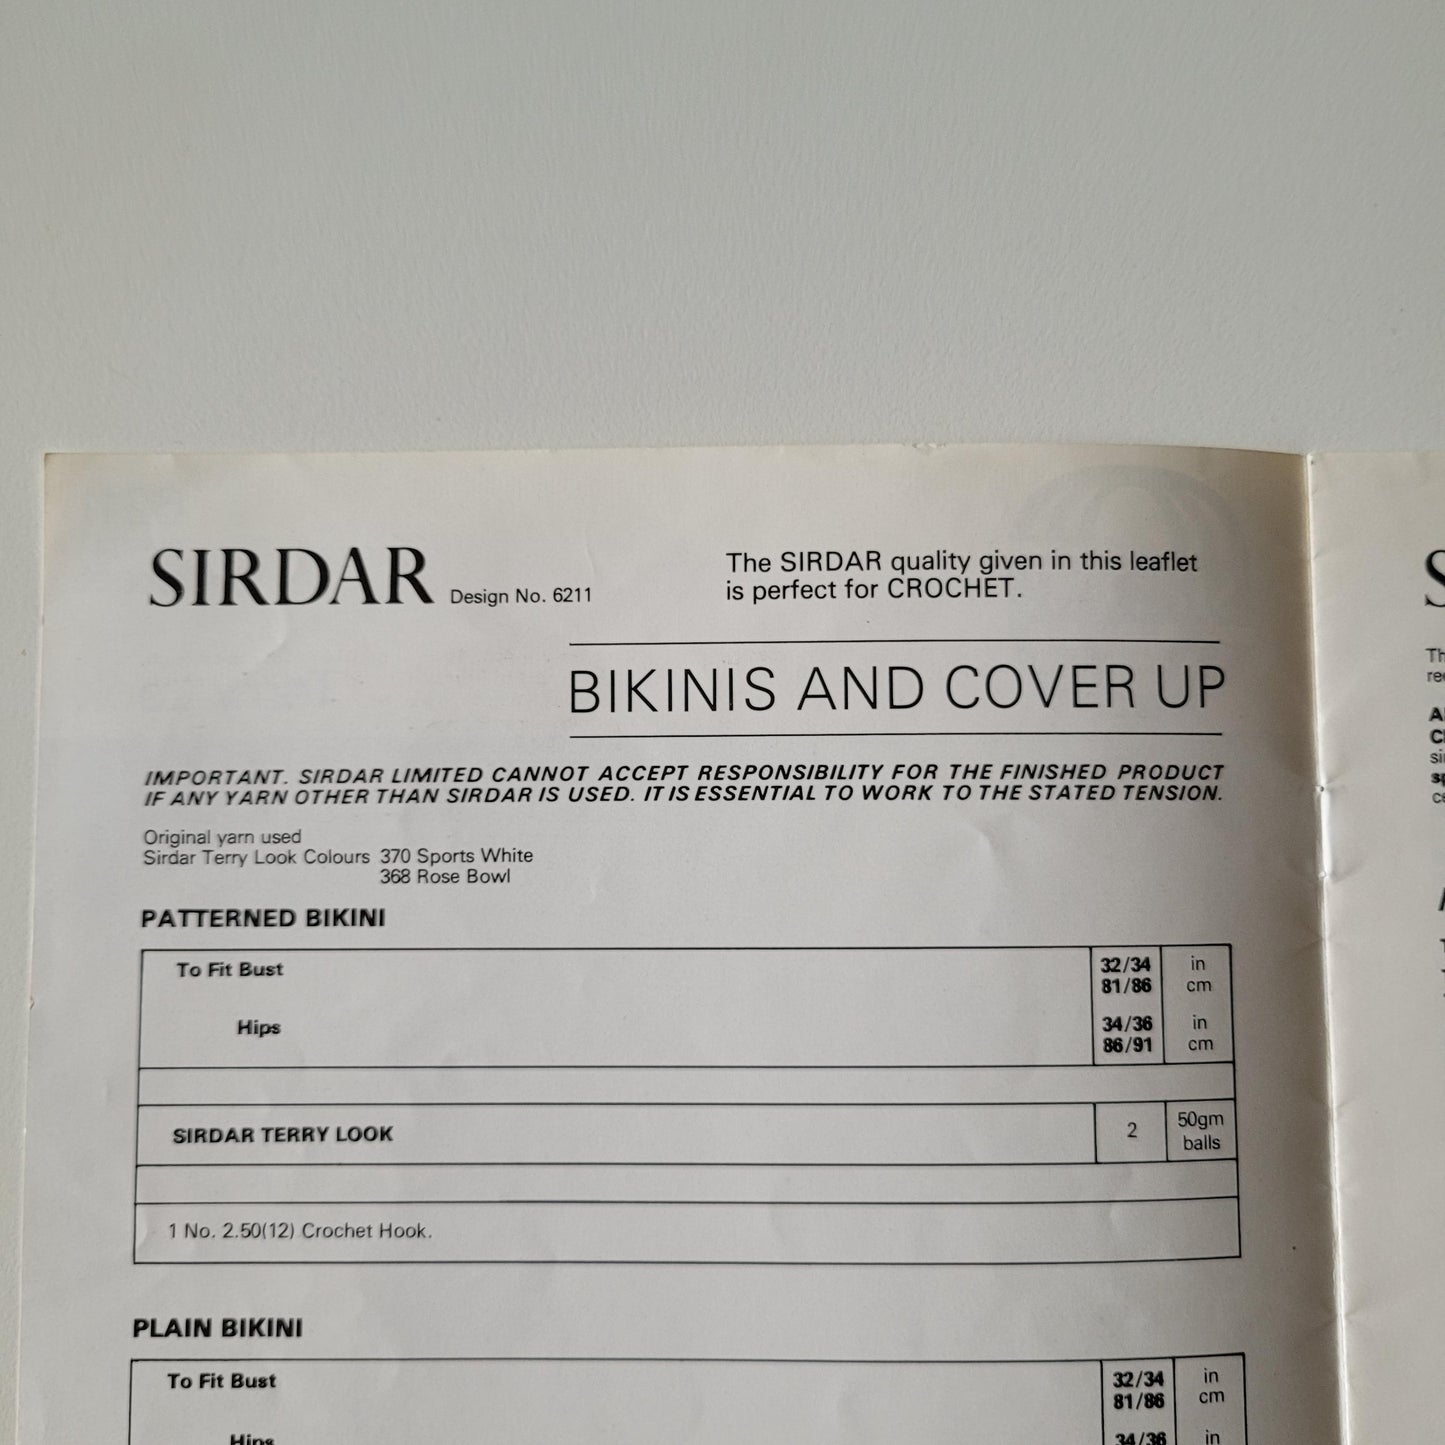 SIRDAR Design No. 6211
The SIRDAR quality given in this leaflet
is perfect for CROCHET.
BIKINIS AND COVER UP
IMPORTANT. SIRDAR LIMITED CANNOT ACCEPT RESPONSIBILITY FOR THE FINISHED PRODUCT
IF ANY YARN OTHER THAN SIRDAR IS USED. IT IS ESSENTIAL TO WORK TO THE STATED TENSION.
Original yarn used
Sirdar Terry Look Colours 370 Sports White
368 Rose Bowl
PATTERNED BIKINI
To Fit Bust 32/34 in
81/86 cm
Hips 34/36 in
86/91 cm
SIRDAR TERRY LOOK 2 50gm
balls
1 No. 2.50(12) Crochet Hook.
PLAIN BIKINI
To Fit Bust 32/34 in
81/86 cm
Hips 34/36 in